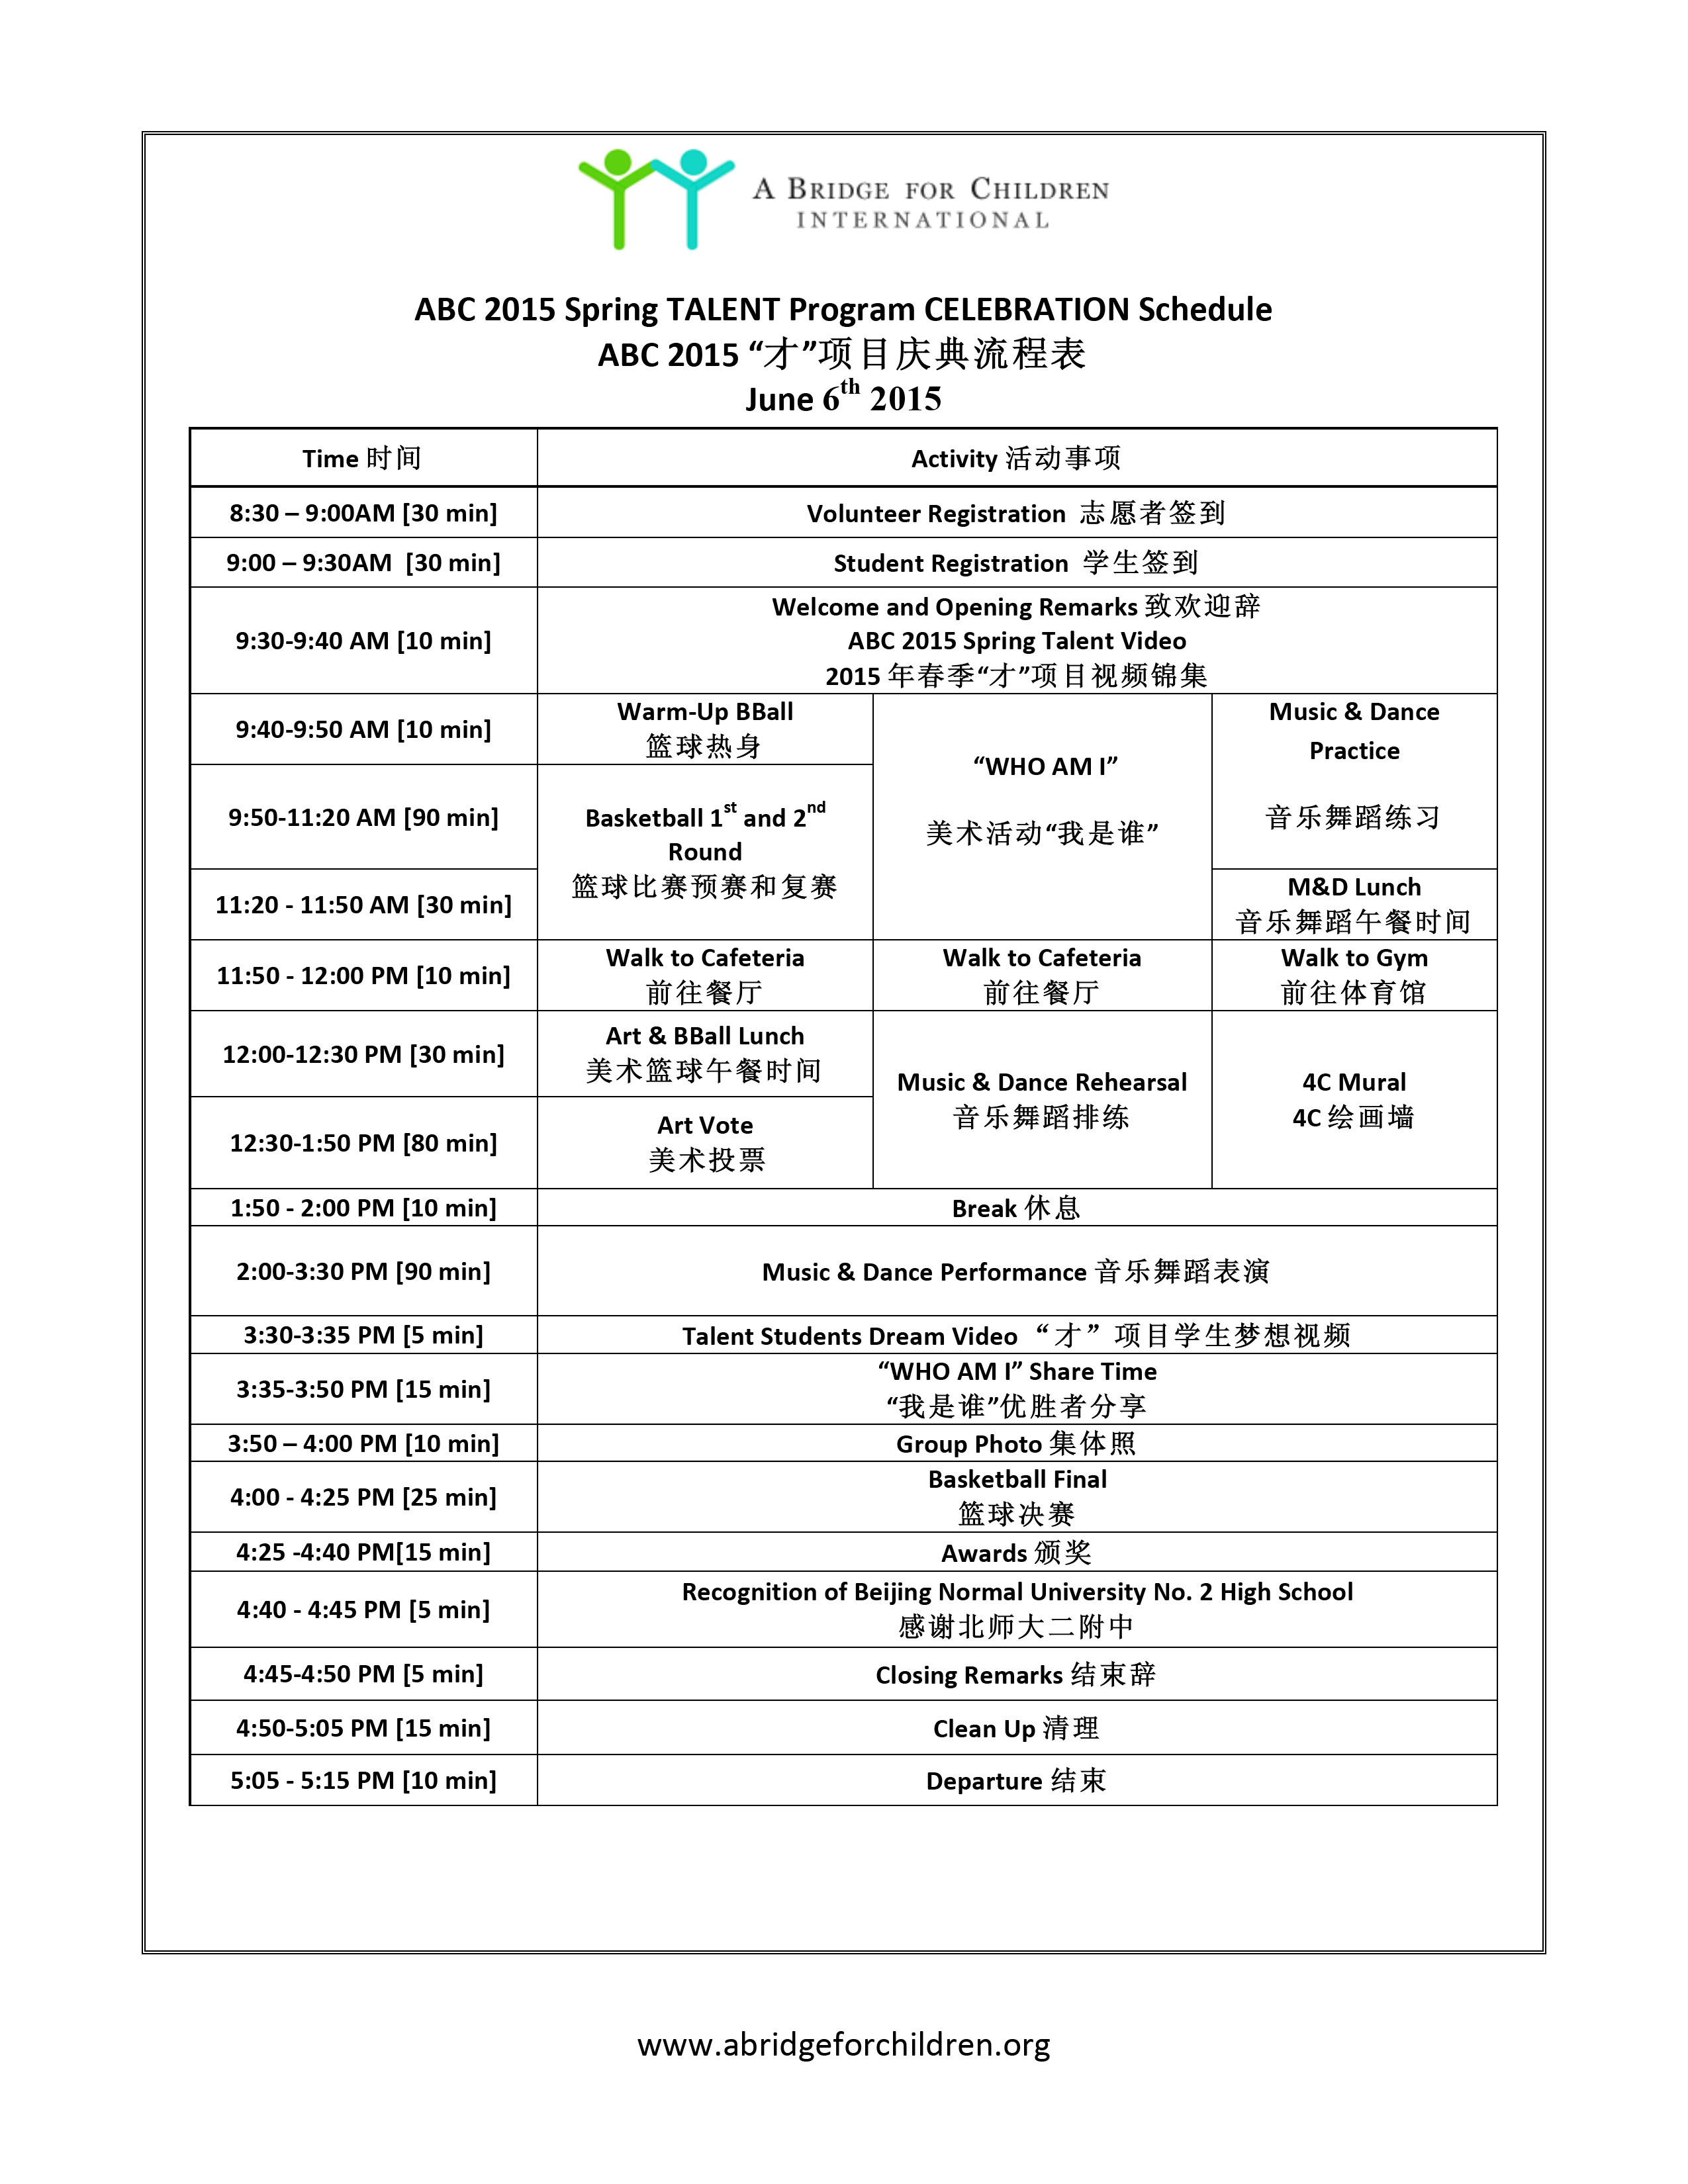 A BRIDGE FOR CHILDREN
INTERNATIONAL
ABC 2015 Spring TALENT Program CELEBRATION Schedule
ABC 2015 “才”项目庆典流程表
June 6th 2015
Time 时间
Activity 活动事项
8:30 – 9:00AM [30 min]
Volunteer Registration 志愿者签到
9:00 – 9:30AM [30 min]
Student Registration 学生签到
9:30-9:40 AM [10 min]
Welcome and Opening Remarks 致欢迎辞
ABC 2015 Spring Talent Video
2015 年春季“才”项目视频锦集
9:40-9:50 AM [10 min]
Warm-Up BBall
篮球热身
“WHO AM I”
美术活动“我是谁”
Music & Dance
Practice
音乐舞蹈练习
9:50-11:20 AM [90 min]
Basketball 1st and 2nd
Round
篮球比赛预赛和复赛
11:20 - 11:50 AM [30 min]
M&D Lunch
音乐舞蹈午餐时间
11:50 - 12:00 PM [10 min]
Walk to Cafeteria
前往餐厅
Walk to Cafeteria
前往餐厅
Walk to Gym
前往体育馆
12:00-12:30 PM [30 min]
Art & BBall Lunch
美术篮球午餐时间
Music & Dance Rehearsal
音乐舞蹈排练
4C Mural
4C 绘画墙
12:30-1:50 PM [80 min]
Art Vote
美术投票
1:50 - 2:00 PM [10 min]
Break 休息
2:00-3:30 PM [90 min]
Music & Dance Performance 音乐舞蹈表演
3:30-3:35 PM [5 min]
Talent Students Dream Video “才”项目学生梦想视频
3:35-3:50 PM [15 min]
“WHO AM I” Share Time
“我是谁”优胜者分享
3:50 – 4:00 PM [10 min]
Group Photo 集体照
4:00 - 4:25 PM [25 min]
Basketball Final
篮球决赛
4:25 -4:40 PM[15 min]
Awards 颁奖
4:40 - 4:45 PM [5 min]
Recognition of Beijing Normal University No. 2 High School
感谢北师大二附中
4:45-4:50 PM [5 min]
Closing Remarks 结束辞
4:50-5:05 PM [15 min]
Clean Up 清理
5:05 - 5:15 PM [10 min]
Departure 结束
www.abridgeforchildren.org